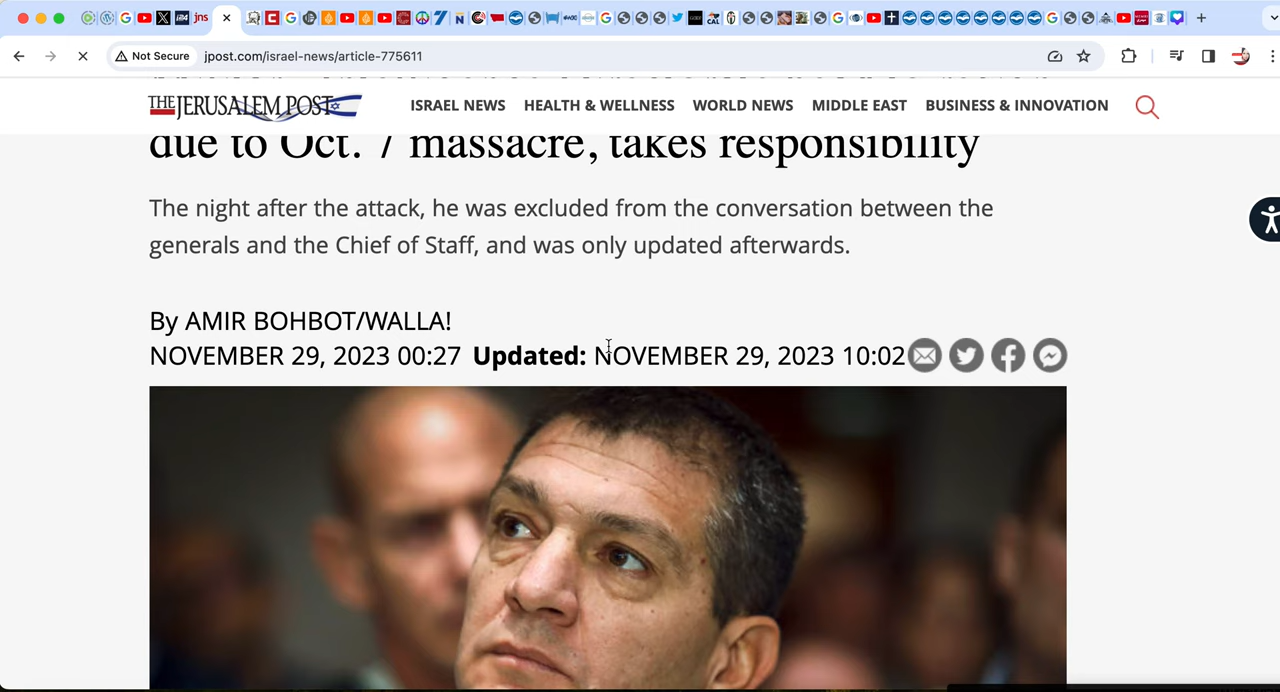 jns
Not Secure jpost.com/israel-news/article-775611
THE JERUSALEM POST ISRAEL NEWS HEALTH & WELLNESS WORLD NEWS MIDDLE EAST BUSINESS & INNOVATION
due to Oct. 7 massacre, takes responsibility
The night after the attack, he was excluded from the conversation between the
generals and the Chief of Staff, and was only updated afterwards.
By AMIR BOHBOT/WALLA!
NOVEMBER 29, 2023 00:27 Updated: NOVEMBER 29, 2023 10:02